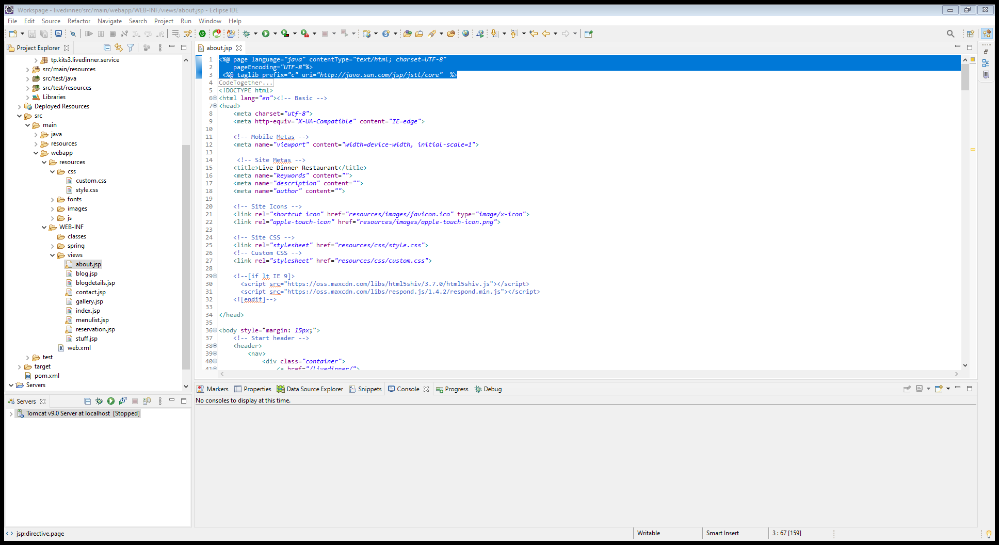 Workspage - livedinner/src/main/webapp/WEB-INF/views/about.jsp - Eclipse IDE
File Edit Source Refactor Navigate Search Project Run Window Help
Project Explorer
tp.kits3.livedinner.service
src/main/resources
src/test/java
src/test/resources
Libraries
Deployed Resources
src
main
java
resources
webapp
resources
css
custom.css
style.css
fonts
images
js
WEB-INF
classes
spring
views
about.jsp
blog.jsp
blogdetails.jsp
contact.jsp
gallery.jsp
index.jsp
menulist.jsp
reservation.jsp
stuff.jsp
web.xml
test
target
pom.xml
Servers
about.jsp
1 <%@ page language="java" contentType="text/html; charset=UTF-8"
2 pageEncoding="UTF-8"%>
3 <%@ taglib prefix="c" uri="http://java.sun.com/jsp/jstl/core"  %>
4 CodeTogether...
5 <!DOCTYPE html>
6 <html lang="en"><!-- Basic -->
7 <head>
8 <meta charset="utf-8">
9 <meta http-equiv="X-UA-Compatible" content="IE=edge">
10
11 <!-- Mobile Metas -->
12 <meta name="viewport" content="width=device-width, initial-scale=1">
13
14 <!-- Site Metas -->
15 <title>Live Dinner Restaurant</title>
16 <meta name="keywords" content="">
17 <meta name="description" content="">
18 <meta name="author" content="">
19
20 <!-- Site Icons -->
21 <link rel="shortcut icon" href="resources/images/favicon.ico" type="image/x-icon">
22 <link rel="apple-touch-icon" href="resources/images/apple-touch-icon.png">
23
24 <!-- Site CSS -->
25 <link rel="stylesheet" href="resources/css/style.css">
26 <!-- Custom CSS -->
27 <link rel="stylesheet" href="resources/css/custom.css">
28
29 <!--[if lt IE 9]>
30 <script src="https://oss.maxcdn.com/libs/html5shiv/3.7.0/html5shiv.js"></script>
31 <script src="https://oss.maxcdn.com/libs/respond.js/1.4.2/respond.min.js"></script>
32 <![endif]-->
33
34 </head>
35
36 <body style="margin: 15px;">
37 <!-- Start header -->
38 <header>
39 <nav>
40 <div class="container">
41 <a href="/livedinner/">
Markers Properties Data Source Explorer Snippets Console Progress Debug
No consoles to display at this time.
Servers
Tomcat v9.0 Server at localhost [Stopped]
jsp:directive.page
Writable
Smart Insert
3 : 67 [159]